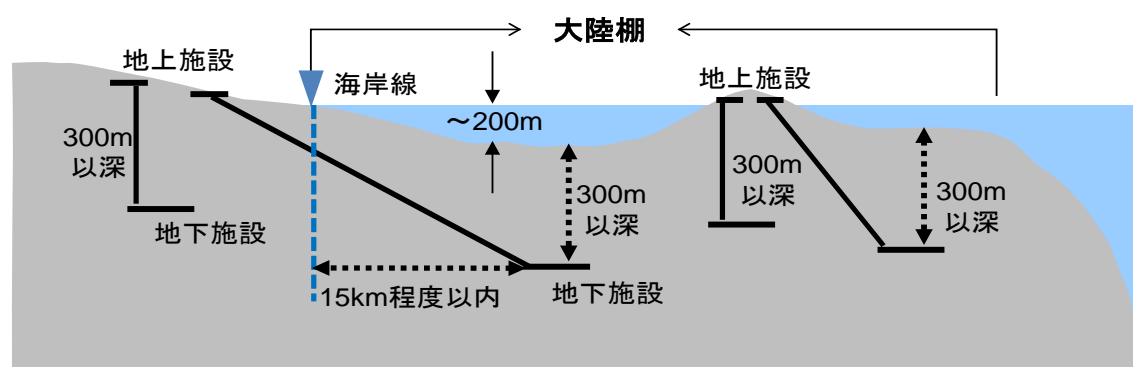 大陸棚
地上施設
海岸線
地上施設
～200m
300m
以深
300m
以深
300m
以深
300m
以深
地下施設
15km程度以内
地下施設